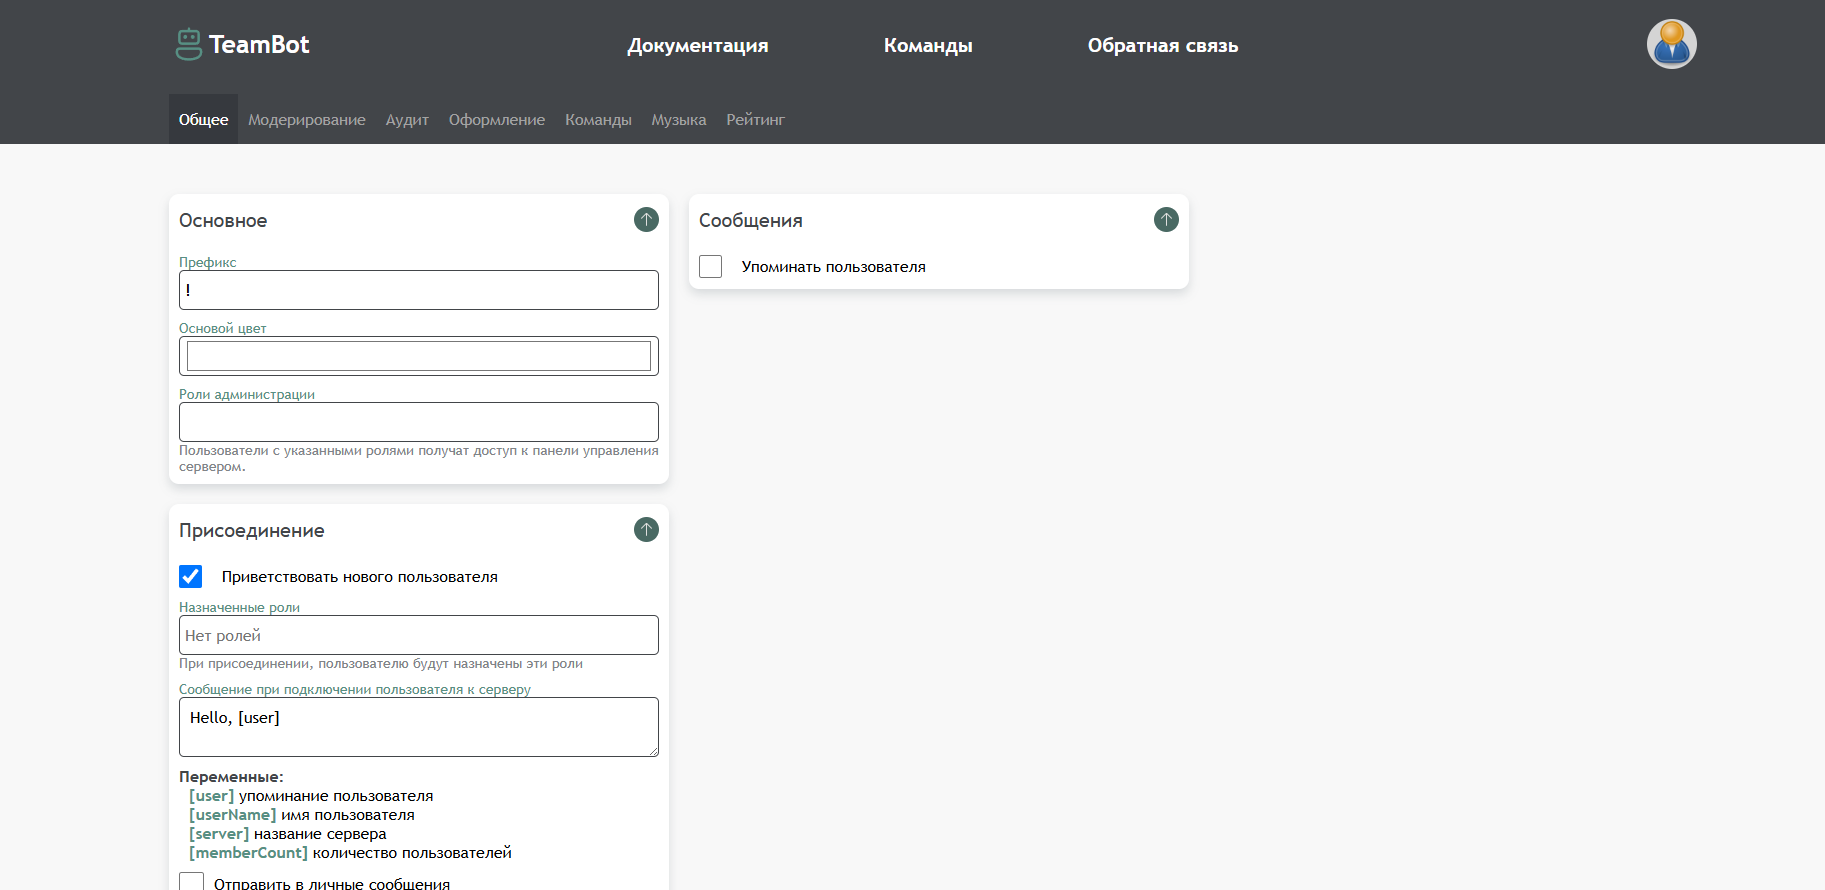 TeamBot
Документация
Команды
Обратная связь
Общее
Модерирование
Аудит
Оформление
Команды
Музыка
Рейтинг
Основное
Префикс
!
Основой цвет
Роли администрации
Пользователи с указанными ролями получат доступ к панели управления
сервером.
Сообщения
Упоминать пользователя
Присоединение
Приветствовать нового пользователя
Назначенные роли
Нет ролей
При присоединении, пользователю будут назначены эти роли
Сообщение при подключении пользователя к серверу
Hello, [user]
Переменные:
[user] упоминание пользователя
[userName] имя пользователя
[server] название сервера
[memberCount] количество пользователей
Отправить в личные сообщения